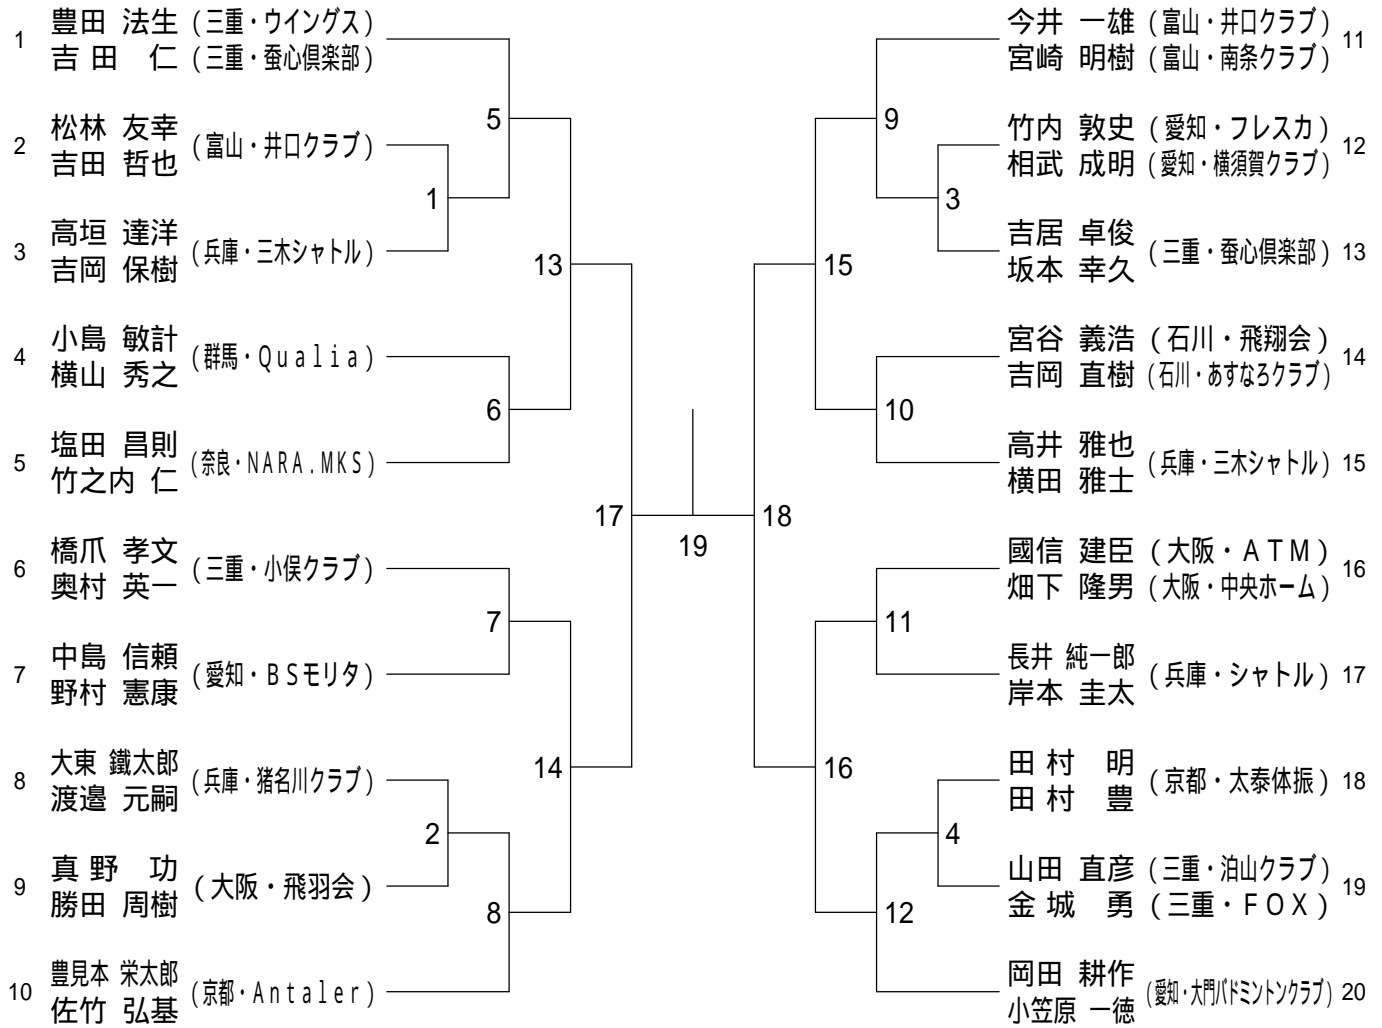 1 豊田 法生 (三重・ウイングス)
吉田 仁 (三重・蚕心倶楽部)
2 松林 友幸 (富山・井口クラブ)
吉田 哲也
3 高垣 達洋 (兵庫・三木シャトル)
吉岡 保樹
4 小島 敏計 (群馬・Qualia)
横山 秀之
5 塩田 昌則 (奈良・NARA.MKS)
竹之内 仁
6 橋爪 孝文 (三重・小俣クラブ)
奥村 英一
7 中島 信頼 (愛知・BSモリタ)
野村 憲康
8 大東 鐵太郎 (兵庫・猪名川クラブ)
渡邉 元嗣
9 真野 功 (大阪・飛羽会)
勝田 周樹
10 豊見本 栄太郎 (京都・Antaler)
佐竹 弘基
5
1
13
6
17
7
14
2
8
19
9
3
15
10
18
11
16
4
12
今井 一雄 (富山・井口クラブ) 11
宮崎 明樹 (富山・南条クラブ)
竹内 敦史 (愛知・フレスカ) 12
相武 成明 (愛知・横須賀クラブ)
吉居 卓俊 (三重・蚕心倶楽部) 13
坂本 幸久
宮谷 義浩 (石川・飛翔会) 14
吉岡 直樹 (石川・あすなろクラブ)
高井 雅也 (兵庫・三木シャトル) 15
横田 雅士
國信 建臣 (大阪・ATM) 16
畑下 隆男 (大阪・中央ホーム)
長井 純一郎 (兵庫・シャトル) 17
岸本 圭太
田村 明 (京都・太泰体振) 18
田村 豊
山田 直彦 (三重・泊山クラブ) 19
金城 勇 (三重・FOX)
岡田 耕作 (愛知・大門バドミントンクラブ) 20
小笠原 一徳